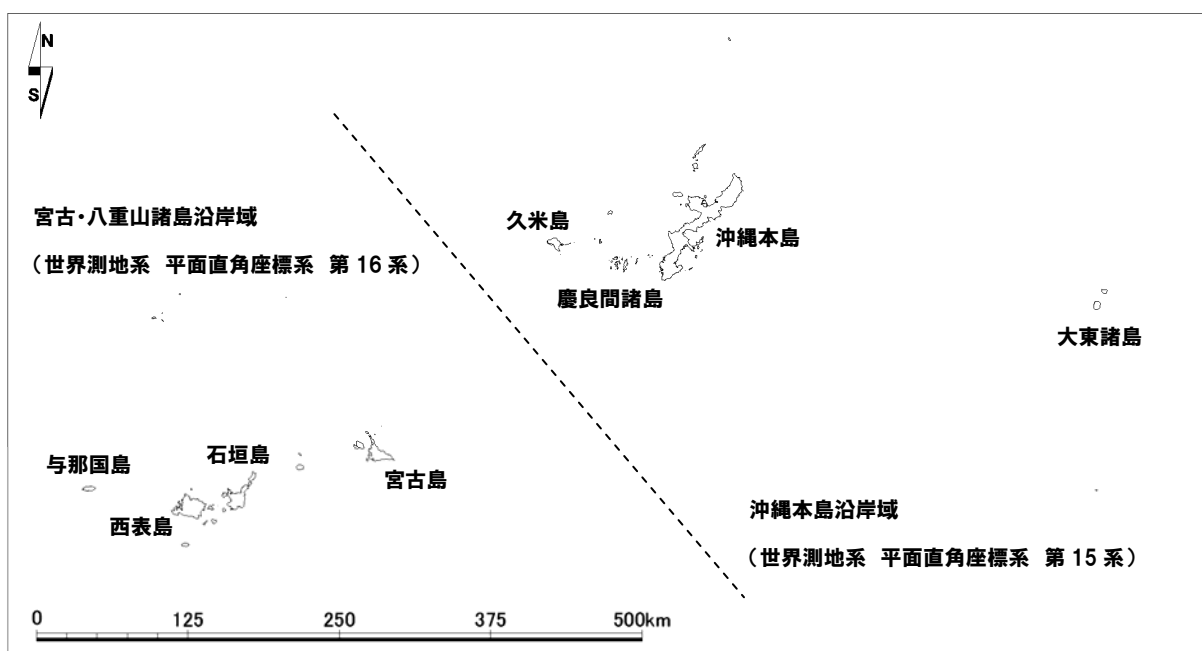 N
S
宮古・八重山諸島沿岸域
（世界測地系 平面直角座標系 第 16 系）
久米島
沖縄本島
慶良間諸島
大東諸島
与那国島
石垣島
宮古島
西表島
沖縄本島沿岸域
（世界測地系 平面直角座標系 第 15 系）
0 125 250 375 500km